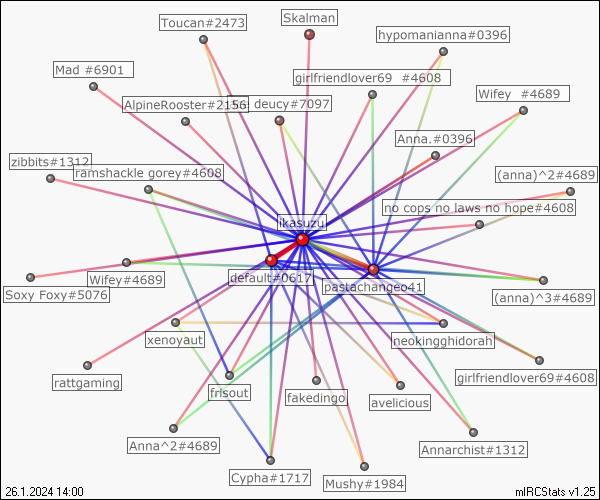 Toucan#2473
Skalman
hypomanianna#0396
Mad #6901
girlfriendlover69 #4608
AlpineRooster#2156
deucy#7097
Wifey #4689
Anna.#0396
zibbits#1312
ramshackle gorey#4608
(anna)^2#4689
no cops no laws no hope#4608
ikasuzu
Soxy Foxy#5076
Wifey#4689
default#0617
pastachangeo41
(anna)^3#4689
xenoyaut
neokingghidorah
rattgaming
frisout
fakedingo
avelicious
girlfriendlover69#4608
Anna^2#4689
Annarchist#1312
Cypha#1717
Mushy#1984
26.1.2024 14:00
mIRCStats v1.25